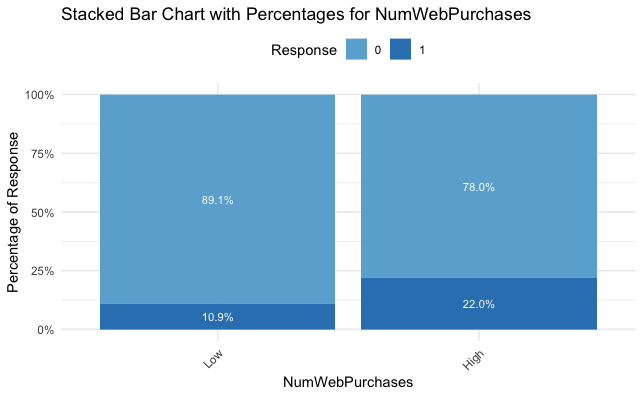 Stacked Bar Chart with Percentages for NumWebPurchases
Response 0 1
100%
75%
50%
25%
0%
Percentage of Response
89.1%
10.9%
78.0%
22.0%
Low
High
NumWebPurchases